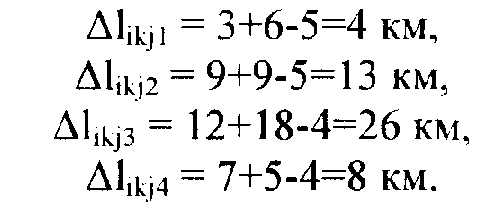 Δl_ikj1 = 3+6-5=4 км,
Δl_ikj2 = 9+9-5=13 км,
Δl_ikj3 = 12+18-4=26 км,
Δl_ikj4 = 7+5-4=8 км.